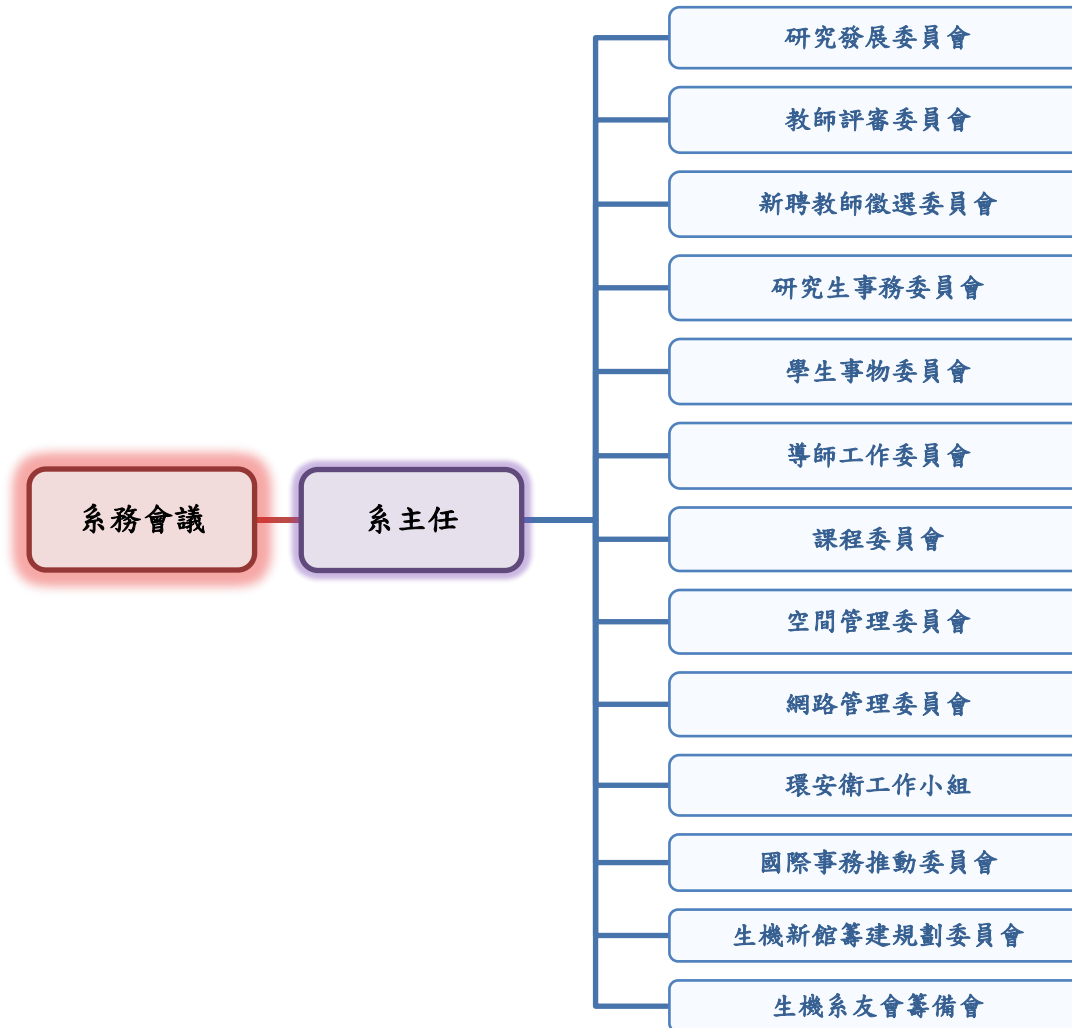 系務會議
系主任
研究發展委員會
教師評審委員會
新聘教師徵選委員會
研究生事務委員會
學生事物委員會
導師工作委員會
課程委員會
空間管理委員會
網路管理委員會
環安衛工作小組
國際事務推動委員會
生機新館籌建規劃委員會
生機系友會籌備會